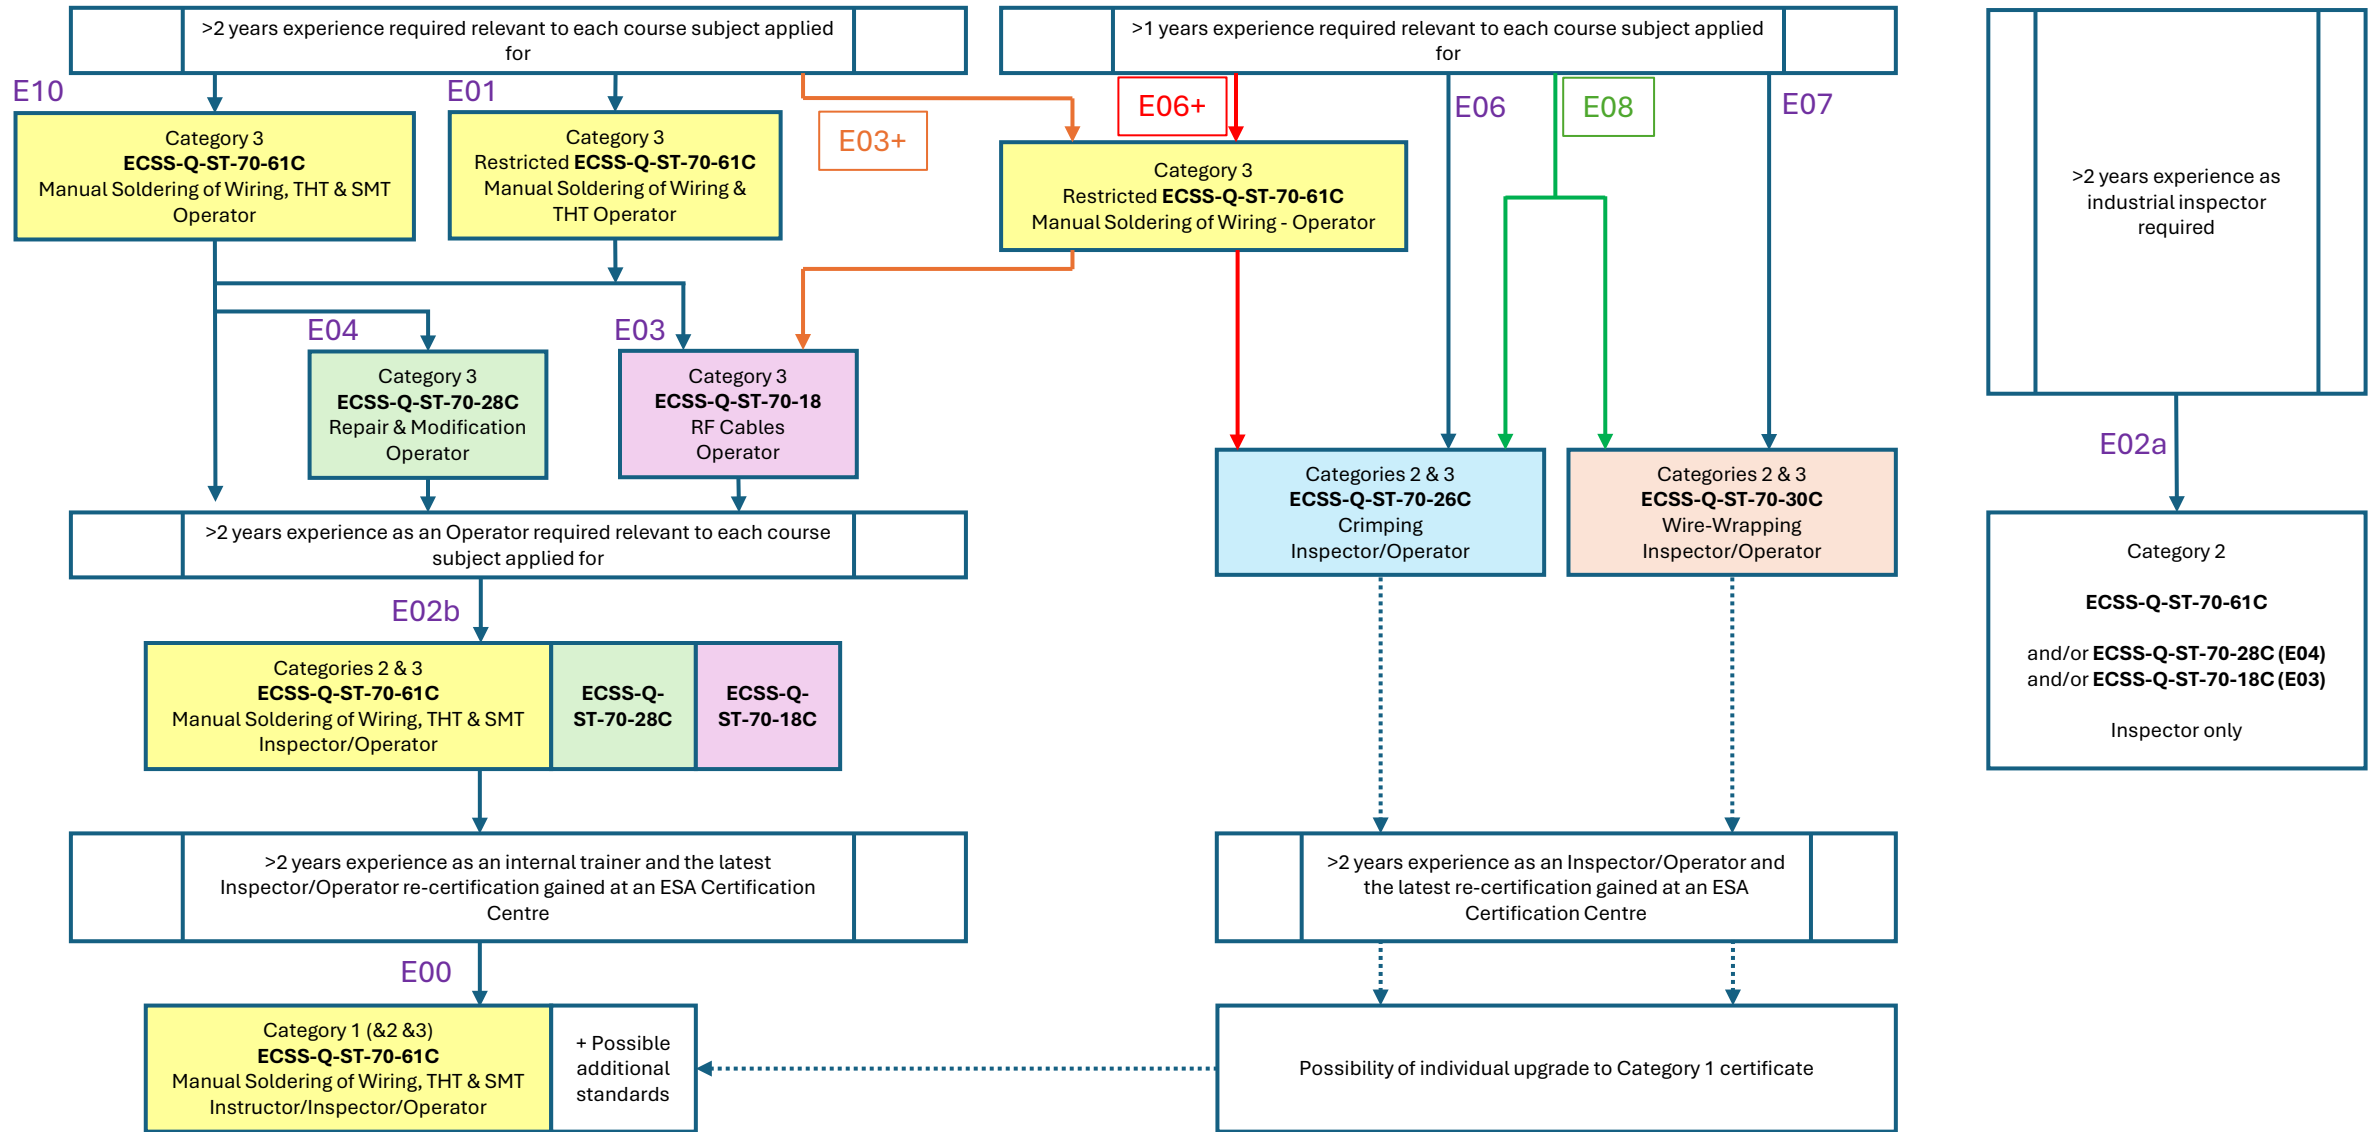 >2 years experience required relevant to each course subject applied
for
>1 years experience required relevant to each course subject applied
for
>2 years experience as
industrial inspector
required
E10
E01
E03+
E06+
E06
E08
E07
Category 3
ECSS-Q-ST-70-61C
Manual Soldering of Wiring, THT & SMT
Operator
Category 3
Restricted ECSS-Q-ST-70-61C
Manual Soldering of Wiring &
THT Operator
Category 3
Restricted ECSS-Q-ST-70-61C
Manual Soldering of Wiring - Operator
E04
E03
Category 3
ECSS-Q-ST-70-28C
Repair & Modification
Operator
Category 3
ECSS-Q-ST-70-18
RF Cables
Operator
Categories 2 & 3
ECSS-Q-ST-70-26C
Crimping
Inspector/Operator
Categories 2 & 3
ECSS-Q-ST-70-30C
Wire-Wrapping
Inspector/Operator
E02a
Category 2
ECSS-Q-ST-70-61C
and/or ECSS-Q-ST-70-28C (E04)
and/or ECSS-Q-ST-70-18C (E03)
Inspector only
>2 years experience as an Operator required relevant to each course
subject applied for
E02b
Categories 2 & 3
ECSS-Q-ST-70-61C
Manual Soldering of Wiring, THT & SMT
Inspector/Operator
ECSS-Q-
ST-70-28C
ECSS-Q-
ST-70-18C
>2 years experience as an internal trainer and the latest
Inspector/Operator re-certification gained at an ESA Certification
Centre
>2 years experience as an Inspector/Operator and
the latest re-certification gained at an ESA
Certification Centre
E00
Category 1 (&2 &3)
ECSS-Q-ST-70-61C
Manual Soldering of Wiring, THT & SMT
Instructor/Inspector/Operator
+ Possible
additional
standards
Possibility of individual upgrade to Category 1 certificate